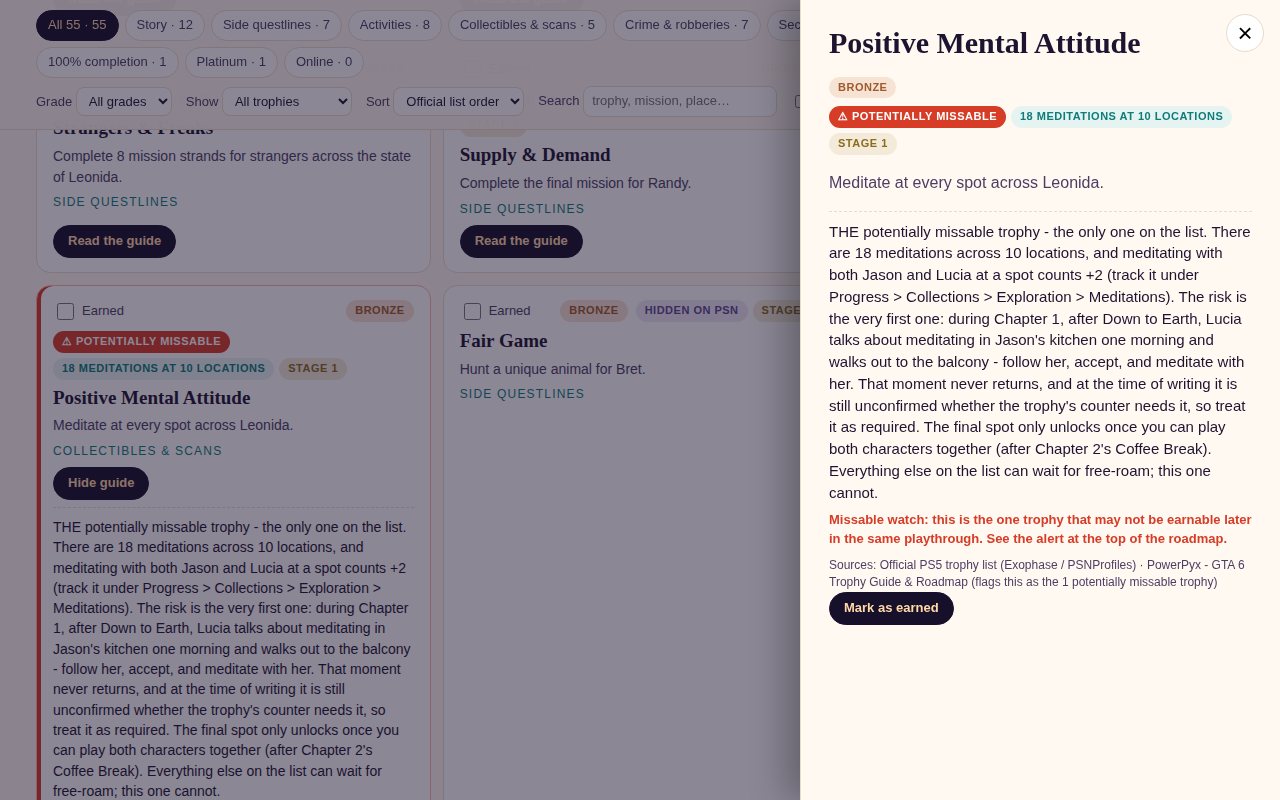 All 55 · 55
Story · 12
Side questlines · 7
Activities · 8
Collectibles & scans · 5
Crime & robberies · 7
100% completion · 1
Platinum · 1
Online · 0
Grade
All grades
Show
All trophies
Sort
Official list order
Search
trophy, mission, place…
Strangers & Freaks
Complete 8 mission strands for strangers across the state
of Leonida.
SIDE QUESTLINES
Read the guide
Supply & Demand
Complete the final mission for Randy.
SIDE QUESTLINES
Read the guide
Earned
BRONZE
⚠ POTENTIALLY MISSABLE
18 MEDITATIONS AT 10 LOCATIONS
STAGE 1
Positive Mental Attitude
Meditate at every spot across Leonida.
COLLECTIBLES & SCANS
Hide guide
THE potentially missable trophy - the only one on the list.
There are 18 meditations across 10 locations, and
meditating with both Jason and Lucia at a spot counts +2
(track it under Progress > Collections > Exploration >
Meditations). The risk is the very first one: during Chapter
1, after Down to Earth, Lucia talks about meditating in
Jason's kitchen one morning and walks out to the balcony
- follow her, accept, and meditate with her. That moment
never returns, and at the time of writing it is still
unconfirmed whether the trophy's counter needs it, so
treat it as required. The final spot only unlocks once you
can play both characters together (after Chapter 2's
Coffee Break). Everything else on the list can wait for
free-roam; this one cannot.
Earned
BRONZE
HIDDEN ON PSN
STAGE
Fair Game
Hunt a unique animal for Bret.
SIDE QUESTLINES
Positive Mental Attitude
✕
BRONZE
⚠ POTENTIALLY MISSABLE
18 MEDITATIONS AT 10 LOCATIONS
STAGE 1
Meditate at every spot across Leonida.
THE potentially missable trophy - the only one on the list. There
are 18 meditations across 10 locations, and meditating with
both Jason and Lucia at a spot counts +2 (track it under
Progress > Collections > Exploration > Meditations). The risk is
the very first one: during Chapter 1, after Down to Earth, Lucia
talks about meditating in Jason's kitchen one morning and
walks out to the balcony - follow her, accept, and meditate with
her. That moment never returns, and at the time of writing it is
still unconfirmed whether the trophy's counter needs it, so treat
it as required. The final spot only unlocks once you can play
both characters together (after Chapter 2's Coffee Break).
Everything else on the list can wait for free-roam; this one
cannot.
Missable watch: this is the one trophy that may not be earnable later
in the same playthrough. See the alert at the top of the roadmap.
Sources: Official PS5 trophy list (Exophase / PSNProfiles) · PowerPyx - GTA 6
Trophy Guide & Roadmap (flags this as the 1 potentially missable trophy)
Mark as earned